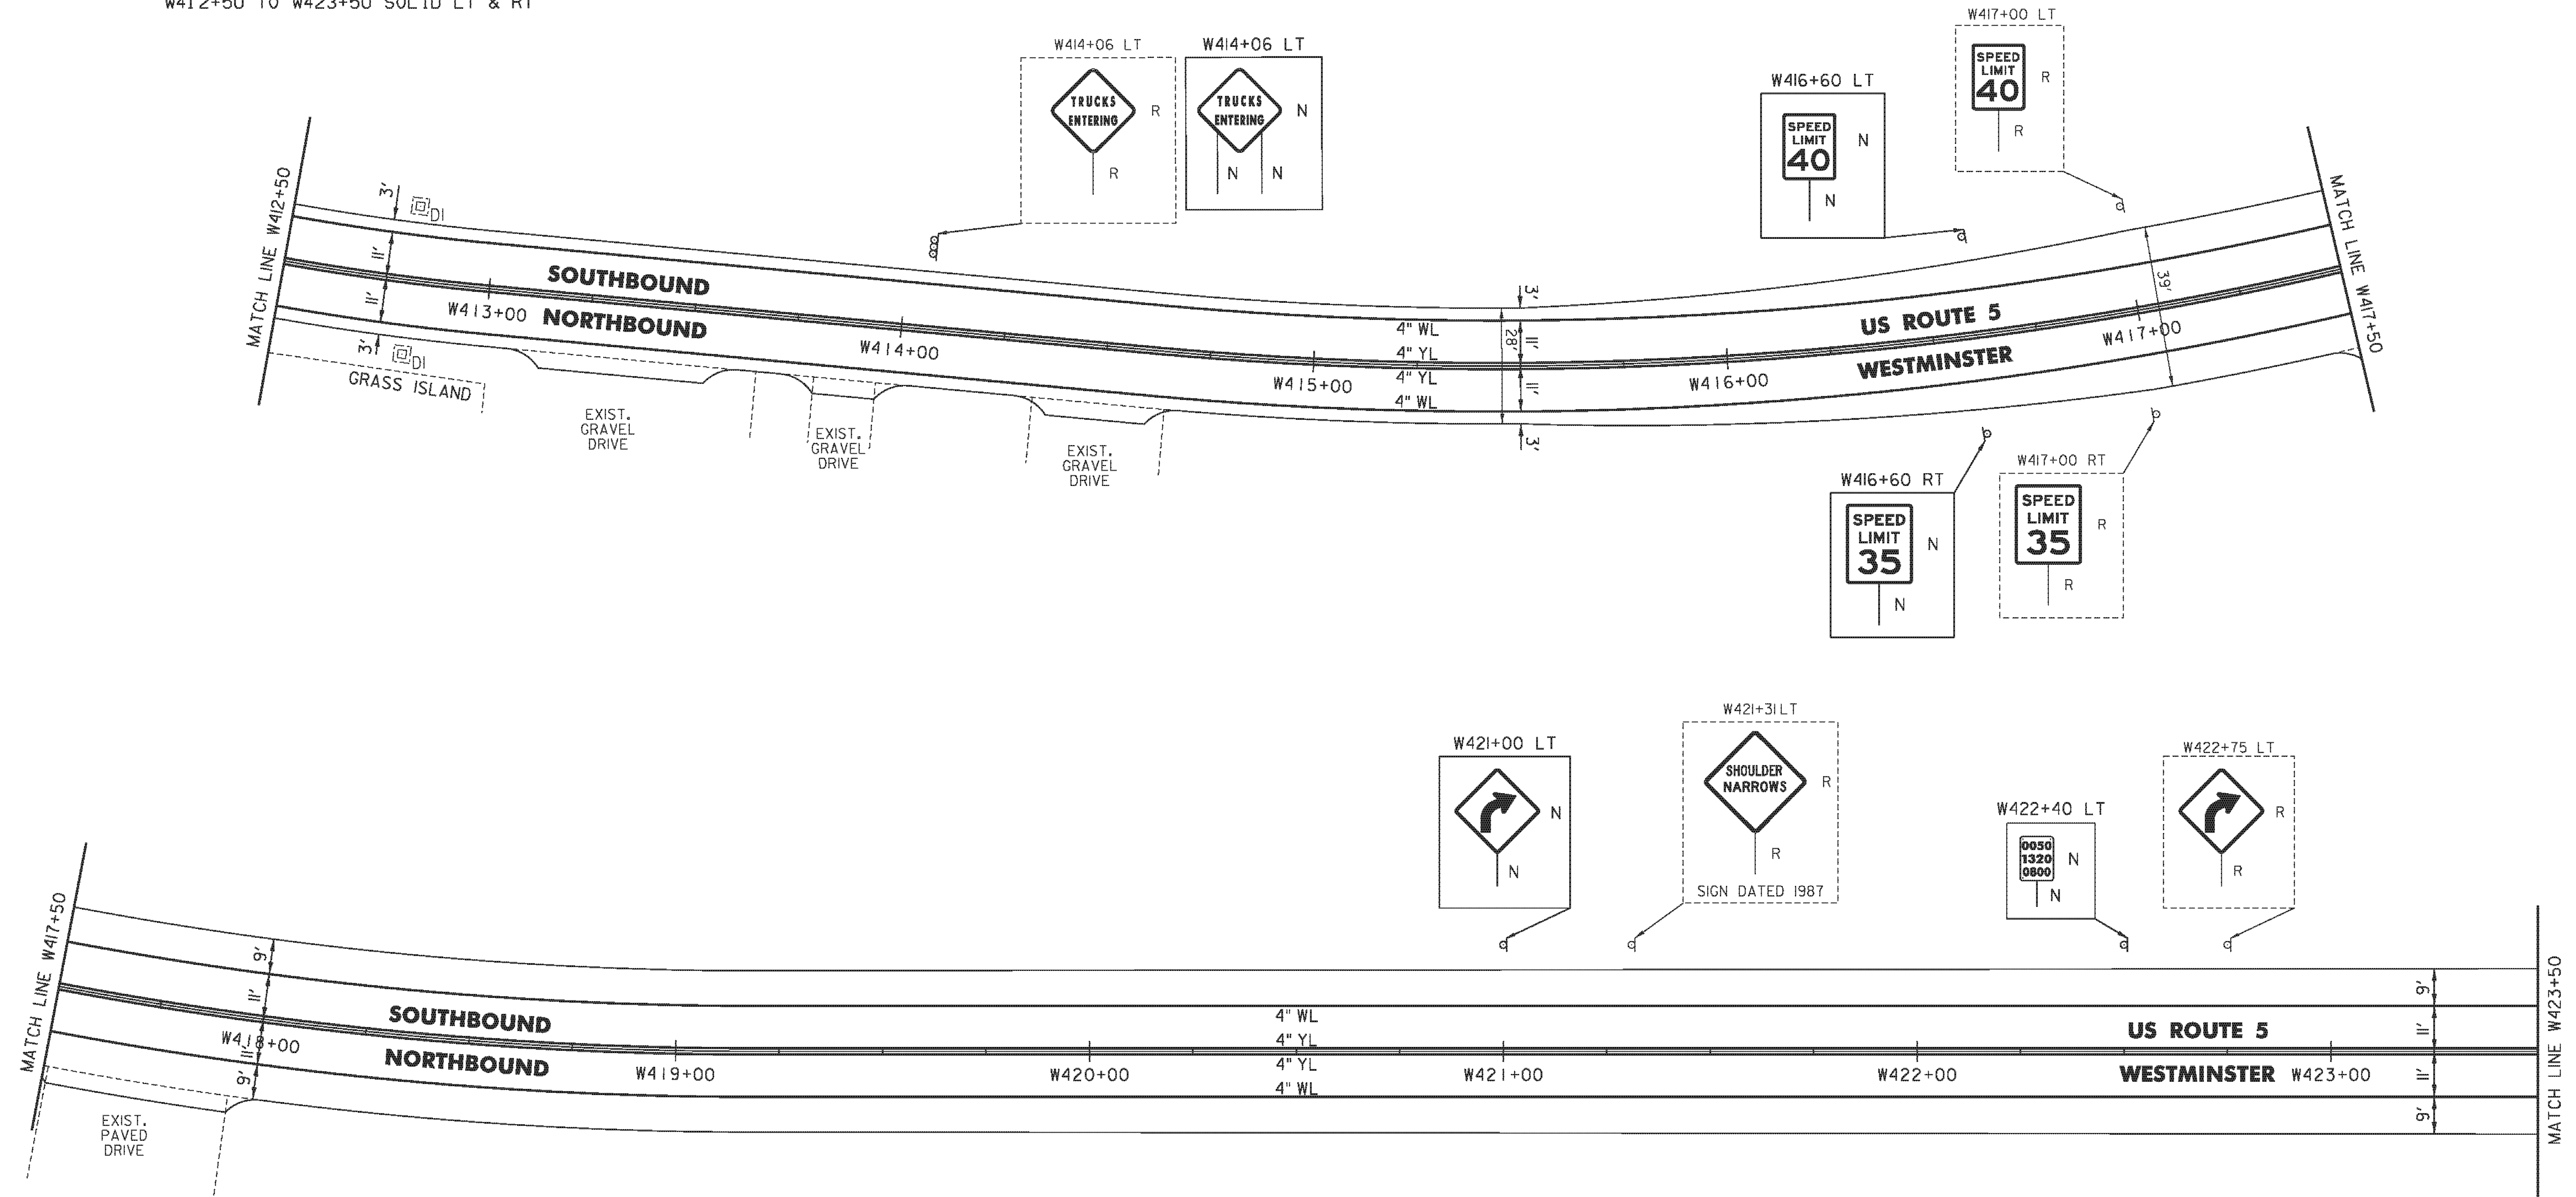 W412+50 TO W423+50 SOLID LT & RT
W414+06 LT
TRUCKS
ENTERING
R
R
W414+06 LT
TRUCKS
ENTERING
N
N N
W416+60 LT
SPEED
LIMIT
40
N
N
W417+00 LT
SPEED
LIMIT
40
R
R
MATCH LINE W412+50
3'
DI
11'
11'
3'
DI
GRASS ISLAND
SOUTHBOUND
W413+00
NORTHBOUND
EXIST.
GRAVEL
DRIVE
EXIST.
GRAVEL
DRIVE
W414+00
EXIST.
GRAVEL
DRIVE
W415+00
4" WL
4" YL
4" YL
4" WL
28'
3'
11'
11'
3'
US ROUTE 5
WESTMINSTER
W416+00
W417+00
39'
MATCH LINE W417+50
W416+60 RT
SPEED
LIMIT
35
N
N
W417+00 RT
SPEED
LIMIT
35
R
R
W421+00 LT
N
N
W421+31 LT
SHOULDER
NARROWS
R
R
SIGN DATED 1987
W422+40 LT
0050
1320
0800
N
N
W422+75 LT
R
R
MATCH LINE W417+50
9'
11'
W418+00
11'
9'
EXIST.
PAVED
DRIVE
SOUTHBOUND
NORTHBOUND
W419+00
W420+00
4" WL
4" YL
4" YL
4" WL
W421+00
W422+00
US ROUTE 5
WESTMINSTER
W423+00
9'
11'
11'
9'
MATCH LINE W423+50